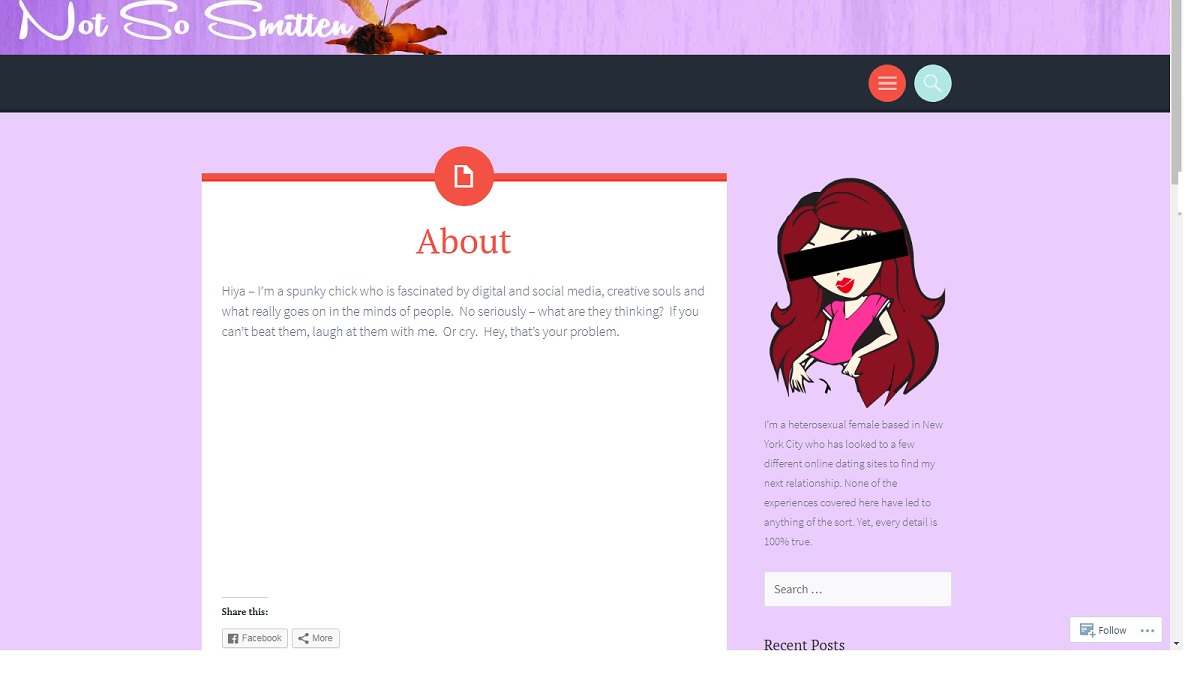 Not So Smitten
About
Hiya – I’m a spunky chick who is fascinated by digital and social media, creative souls and
what really goes on in the minds of people.  No seriously – what are they thinking?  If you
can’t beat them, laugh at them with me.  Or cry.  Hey, that’s your problem.
Share this:
Facebook
More
I'm a heterosexual female based in New
York City who has looked to a few
different online dating sites to find my
next relationship. None of the
experiences covered here have led to
anything of the sort. Yet, every detail is
100% true.
Search …
Recent Posts
Follow